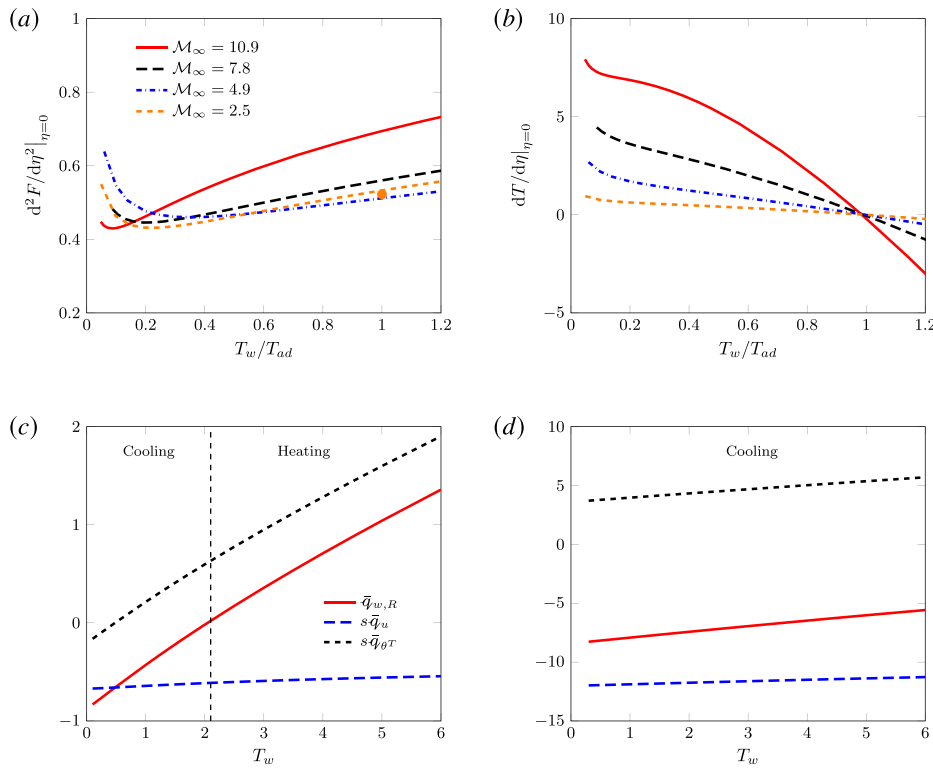 (a)
1
0.8
0.6
0.4
0.2
d²F/dη²|η=0
M∞ = 10.9
M∞ = 7.8
M∞ = 4.9
M∞ = 2.5
0 0.2 0.4 0.6 0.8 1 1.2
Tw/Tad
(b)
10
5
0
−5
dT/dη|η=0
0 0.2 0.4 0.6 0.8 1 1.2
Tw/Tad
(c)
2
1
0
−1
Cooling Heating
q̄w,R
s·q̄u
s·q̄θT
0 1 2 3 4 5 6
Tw
(d)
10
5
0
−5
−10
−15
Cooling
0 1 2 3 4 5 6
Tw